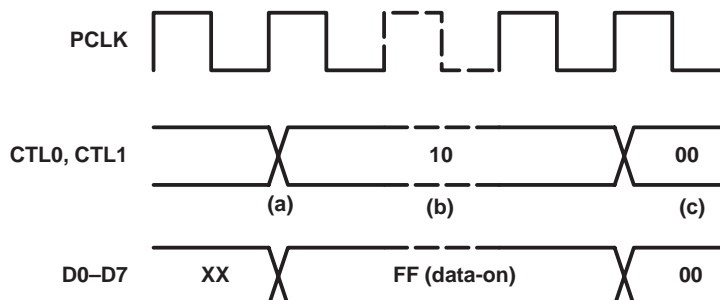 PCLK
CTL0, CTL1 10 00
(a) (b) (c)
D0–D7 XX FF (data-on) 00